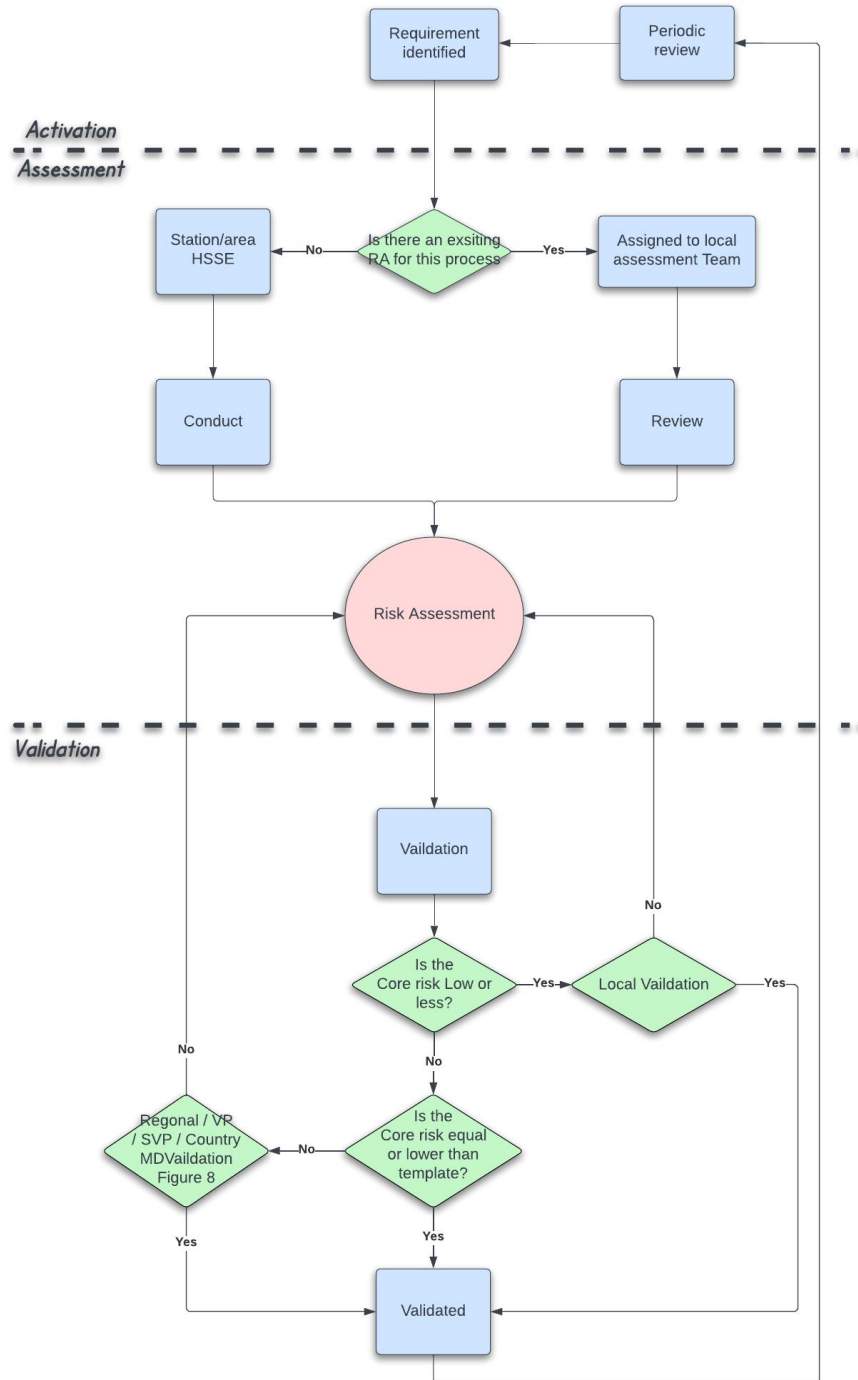 Requirement
identified
Periodic
review
Activation
Assessment
Station/area
HSSE
No
Is there an exsiting
RA for this process
Yes
Assigned to local
assessment Team
Conduct
Review
Risk Assessment
Validation
Vaildation
No
Is the
Core risk Low or
less?
Yes
Local Vaildation
Yes
No
No
Regonal / VP
/ SVP / Country
MDVaildation
Figure 8
No
Is the
Core risk equal
or lower than
template?
Yes
Yes
Validated